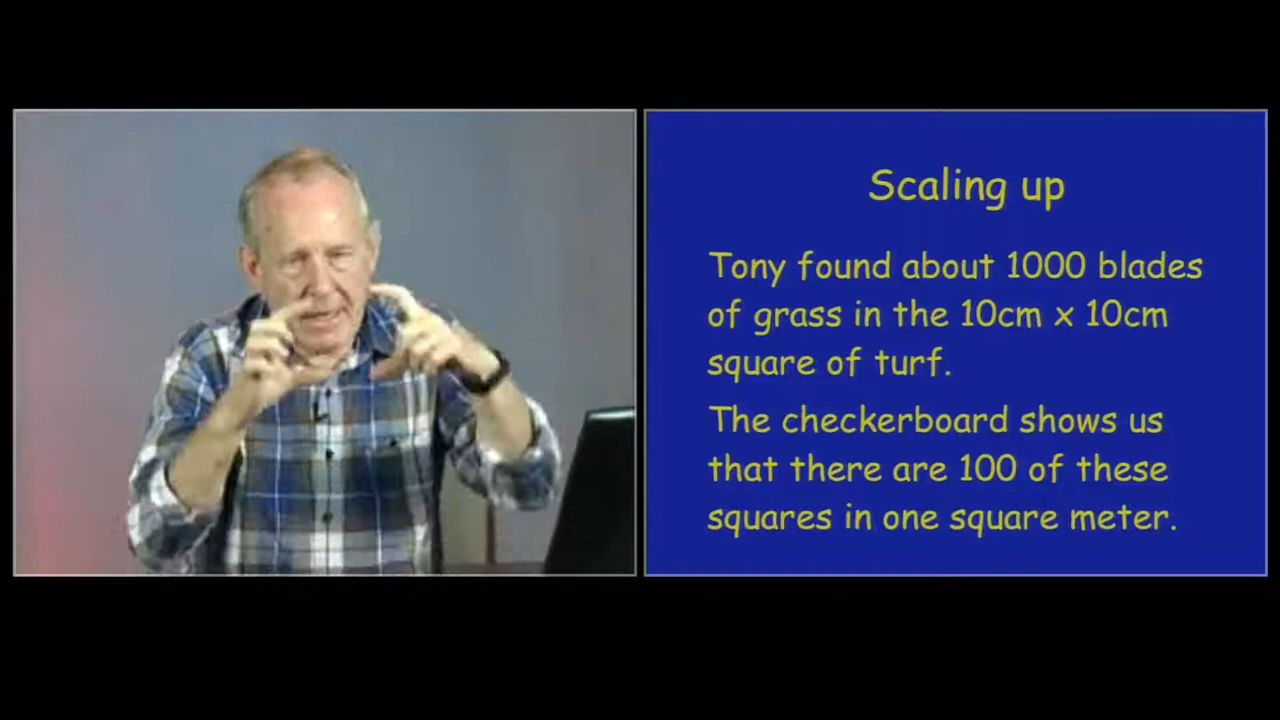 Scaling up
Tony found about 1000 blades
of grass in the 10cm x 10cm
square of turf.
The checkerboard shows us
that there are 100 of these
squares in one square meter.